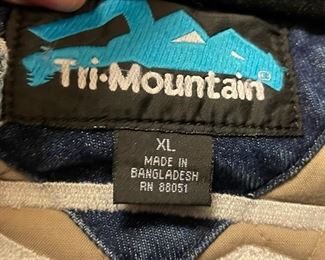 Tri-Mountain©
XL
MADE IN
BANGLADESH
RN 88051